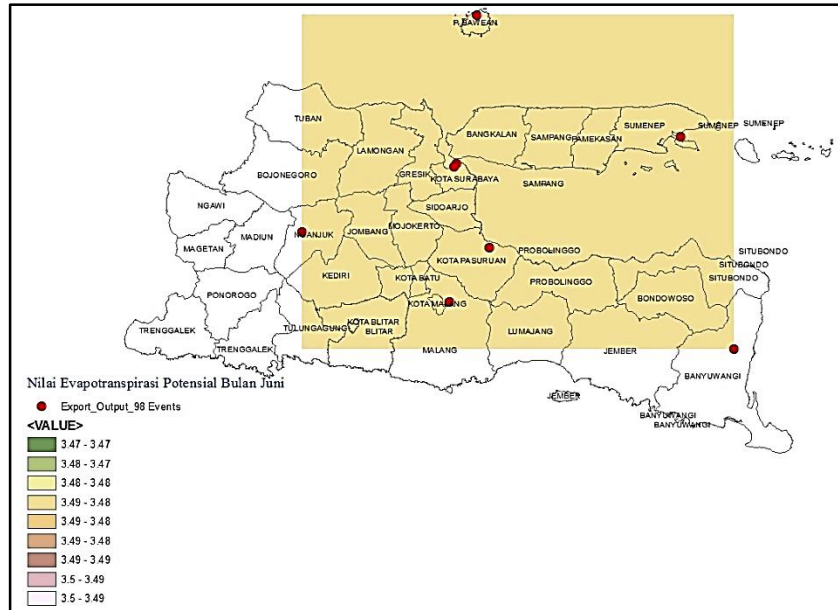 P. BAWEAN
TUBAN
LAMONGAN
BANGKALAN
SAMPANG
PAMEKASAN
SUMENEP
SUMENEP
SUMENEP
BOJONEGORO
GRESIK
KOTA SURABAYA
SAMPANG
NGAWI
SIDOARJO
MADIUN
NGANJUK
JOMBANG
MOJOKERTO
MAGETAN
KOTA PASURUAN
PROBOLINGGO
SITUBONDO
SITUBONDO
SITUBONDO
KEDIRI
KOTA BATU
PROBOLINGGO
PONOROGO
BONDOWOSO
KOTA MALANG
TRENGGALEK
TULUNGAGUNG
KOTA BLITAR
BLITAR
LUMAJANG
TRENGGALEK
MALANG
JEMBER
BANYUWANGI
JEMBER
BANYUWANGI
BANYUWANGI
Nilai Evapotranspirasi Potensial Bulan Juni
Export_Output_98 Events
<VALUE>
3.47 - 3.47
3.48 - 3.47
3.48 - 3.48
3.49 - 3.48
3.49 - 3.48
3.49 - 3.48
3.49 - 3.49
3.5 - 3.49
3.5 - 3.49